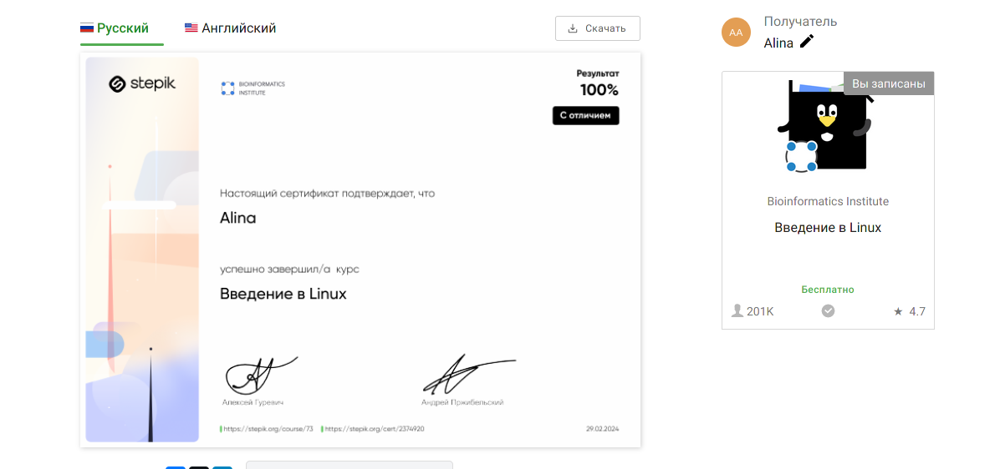 Русский
Английский
Скачать
stepik
BIOINFORMATICS
INSTITUTE
Результат
100%
С отличием
Настоящий сертификат подтверждает, что
Alina
успешно завершил/а курс
Введение в Linux
Алексей Гуревич
Андрей Пржибельский
https://stepik.org/course/73
https://stepik.org/cert/2374920
29.02.2024
AA
Получатель
Alina
Вы записаны
Bioinformatics Institute
Введение в Linux
Бесплатно
201K
4.7